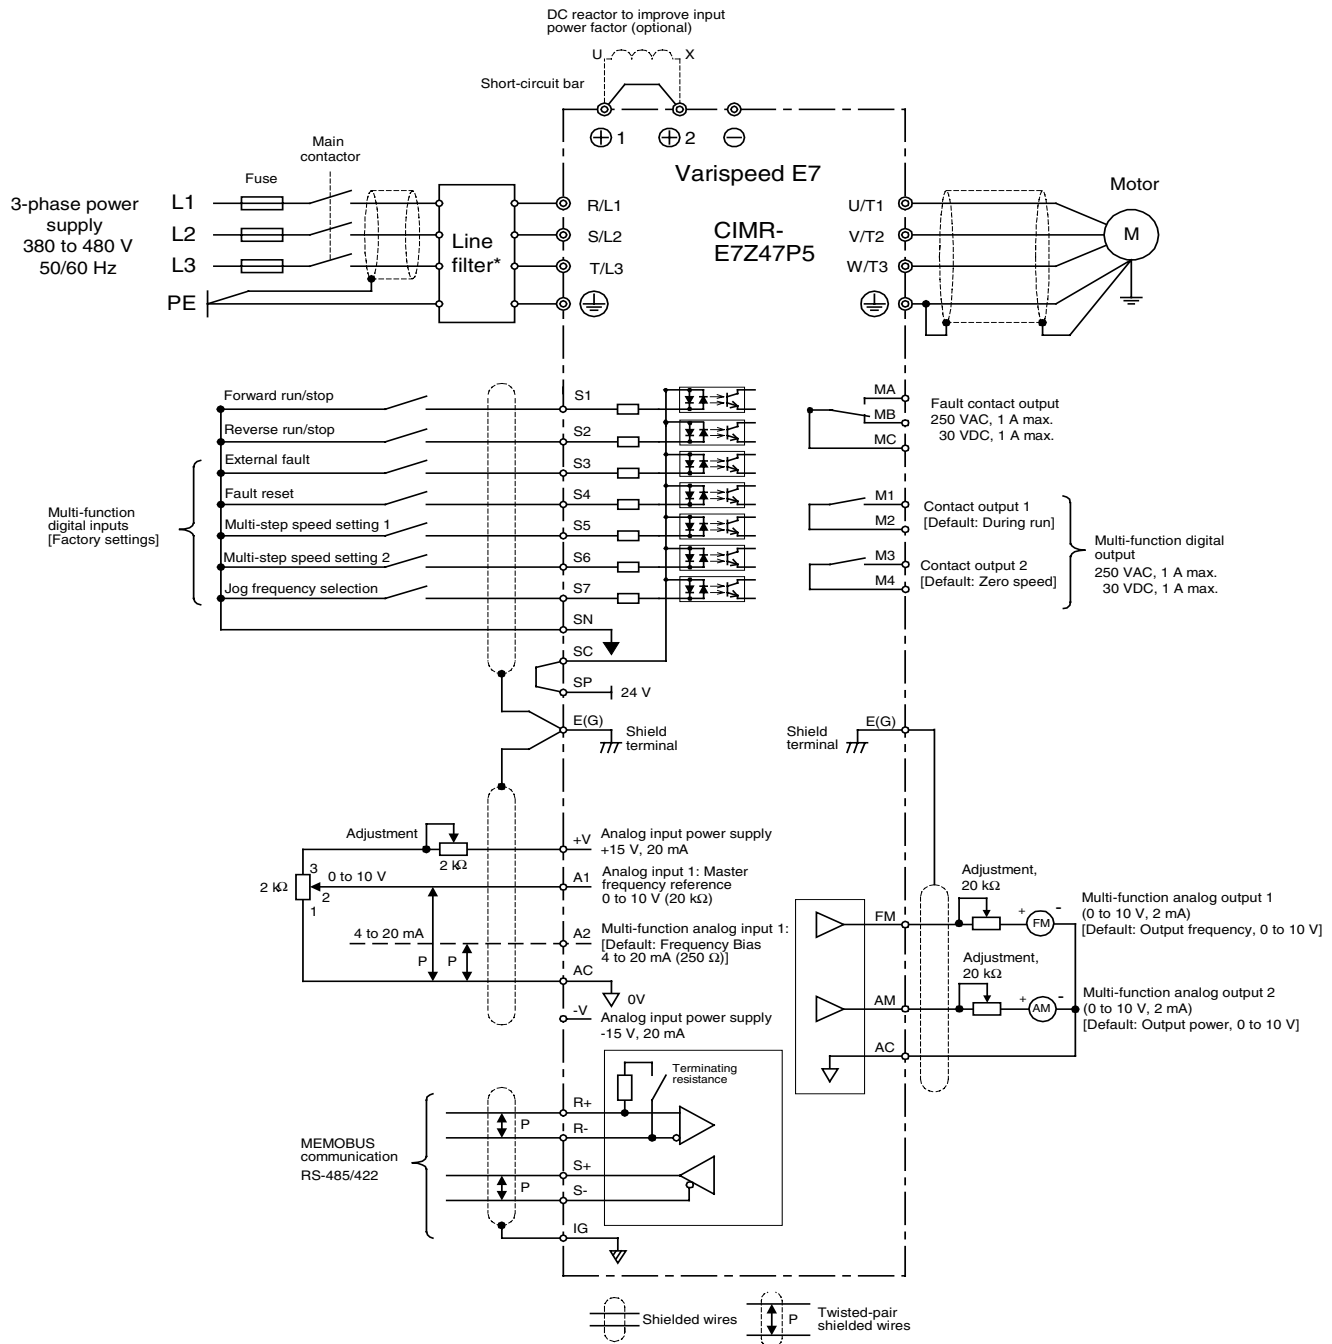 DC reactor to improve input
power factor (optional)
U X
Short-circuit bar
1 2
Varispeed E7
CIMR-
E7Z47P5
Main
contactor
Fuse
3-phase power
supply
380 to 480 V
50/60 Hz
L1
L2
L3
PE
Line
filter*
R/L1
S/L2
T/L3
U/T1
V/T2
W/T3
Motor
M
Multi-function
digital inputs
[Factory settings]
Forward run/stop
Reverse run/stop
External fault
Fault reset
Multi-step speed setting 1
Multi-step speed setting 2
Jog frequency selection
S1
S2
S3
S4
S5
S6
S7
SN
SC
SP
24 V
E(G)
Shield
terminal
MA
MB
MC
Fault contact output
250 VAC, 1 A max.
30 VDC, 1 A max.
M1
M2
Contact output 1
[Default: During run]
M3
M4
Contact output 2
[Default: Zero speed]
Multi-function digital
output
250 VAC, 1 A max.
30 VDC, 1 A max.
Shield
terminal
E(G)
Adjustment
2 kΩ
2 kΩ
3
2
1
0 to 10 V
4 to 20 mA
P
P
+V
Analog input power supply
+15 V, 20 mA
A1
Analog input 1: Master
frequency reference
0 to 10 V (20 kΩ)
A2
Multi-function analog input 1:
[Default: Frequency Bias
4 to 20 mA (250 Ω)]
AC
0V
-V
Analog input power supply
-15 V, 20 mA
FM
Adjustment,
20 kΩ
+ FM -
Multi-function analog output 1
(0 to 10 V, 2 mA)
[Default: Output frequency, 0 to 10 V]
AM
Adjustment,
20 kΩ
+ AM -
Multi-function analog output 2
(0 to 10 V, 2 mA)
[Default: Output power, 0 to 10 V]
AC
MEMOBUS
communication
RS-485/422
P
P
R+
R-
S+
S-
IG
Terminating
resistance
Shielded wires
P
Twisted-pair
shielded wires